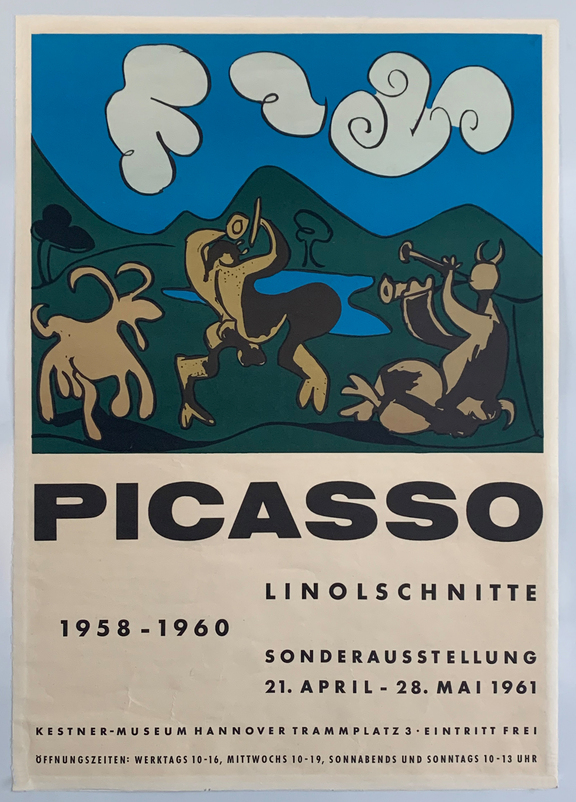 PICASSO
LINOLSCHNITTE
1958-1960
SONDERAUSSTELLUNG
21. APRIL - 28. MAI 1961
KESTNER-MUSEUM HANNOVER TRAMMPLATZ 3 · EINTRITT FREI
ÖFFNUNGSZEITEN: WERKTAGS 10-16, MITTWOCHS 10-19, SONNABENDS UND SONNTAGS 10-13 UHR